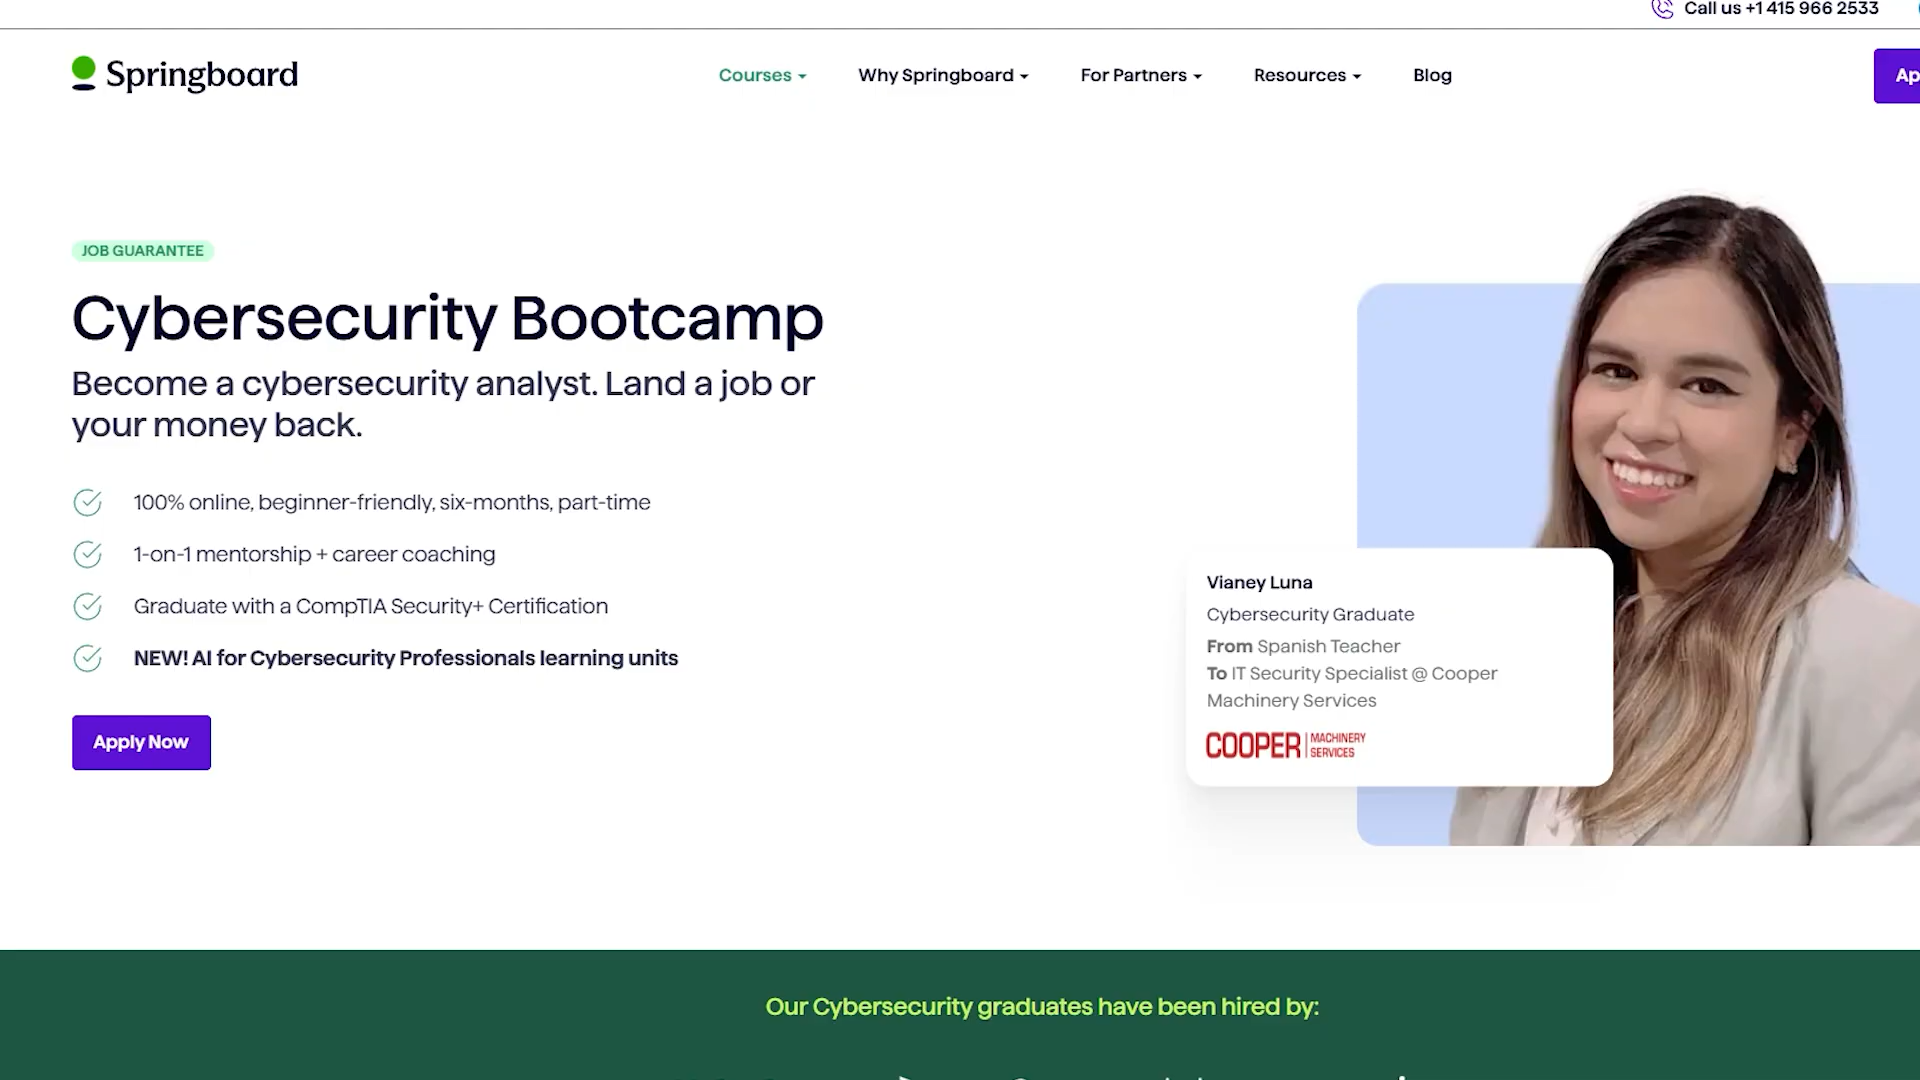 Call us +1 415 966 2533
Springboard
Courses
Why Springboard
For Partners
Resources
Blog
JOB GUARANTEE
Cybersecurity Bootcamp
Become a cybersecurity analyst. Land a job or
your money back.
100% online, beginner-friendly, six-months, part-time
1-on-1 mentorship + career coaching
Graduate with a CompTIA Security+ Certification
NEW! AI for Cybersecurity Professionals learning units
Apply Now
Vianey Luna
Cybersecurity Graduate
From Spanish Teacher
To IT Security Specialist @ Cooper
Machinery Services
COOPER MACHINERY
SERVICES
Our Cybersecurity graduates have been hired by: